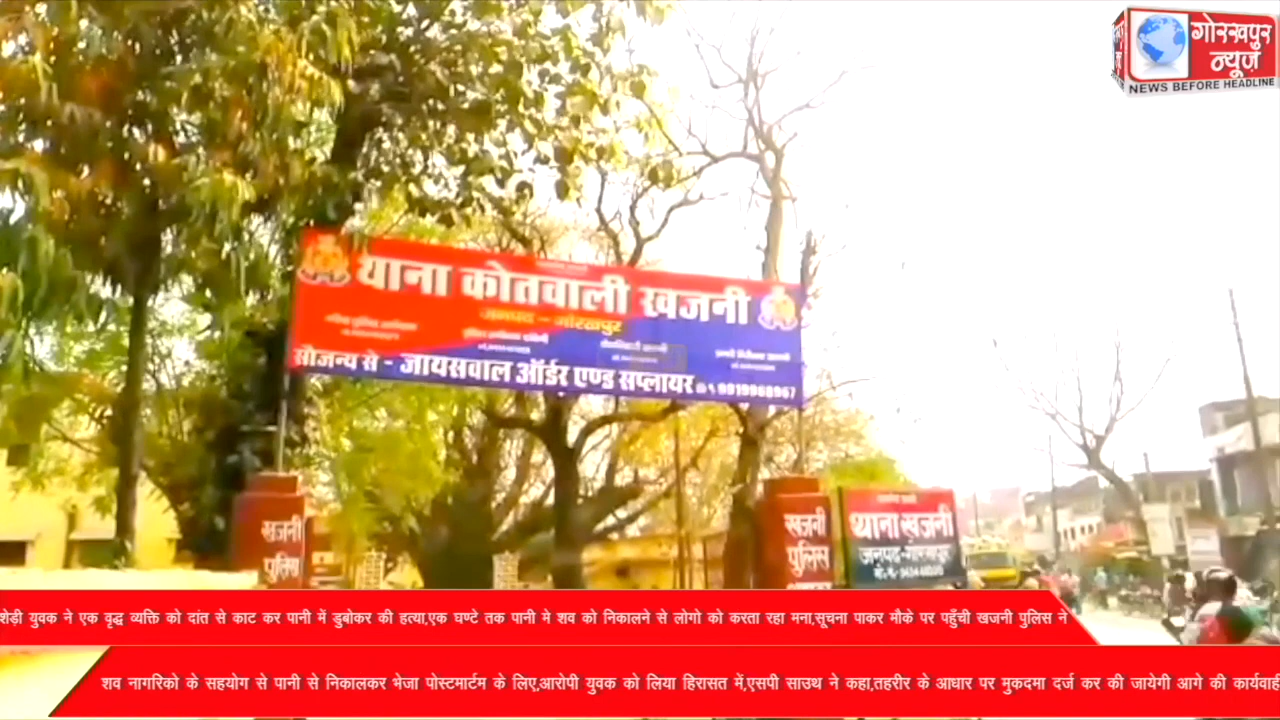 गोरखपुर
न्यूज
NEWS BEFORE HEADLINE
थाना कोतवाली खजनी
जनपद - गोरखपुर
सौजन्य से - जायसवाल ऑर्डर एण्ड सप्लायर
खजनी
पुलिस
खजनी
पुलिस
थाना खजनी
जनपद-गोरखपुर
शेड़ी युवक ने एक वृद्ध व्यक्ति को दांत से काट कर पानी में डुबोकर की हत्या,एक घण्टे तक पानी मे शव को निकालने से लोगो को करता रहा मना,सूचना पाकर मौके पर पहुँची खजनी पुलिस ने
शव नागरिको के सहयोग से पानी से निकालकर भेजा पोस्टमार्टम के लिए,आरोपी युवक को लिया हिरासत में,एसपी साउथ ने कहा,तहरीर के आधार पर मुकदमा दर्ज कर की जायेगी आगे की कार्यवाही